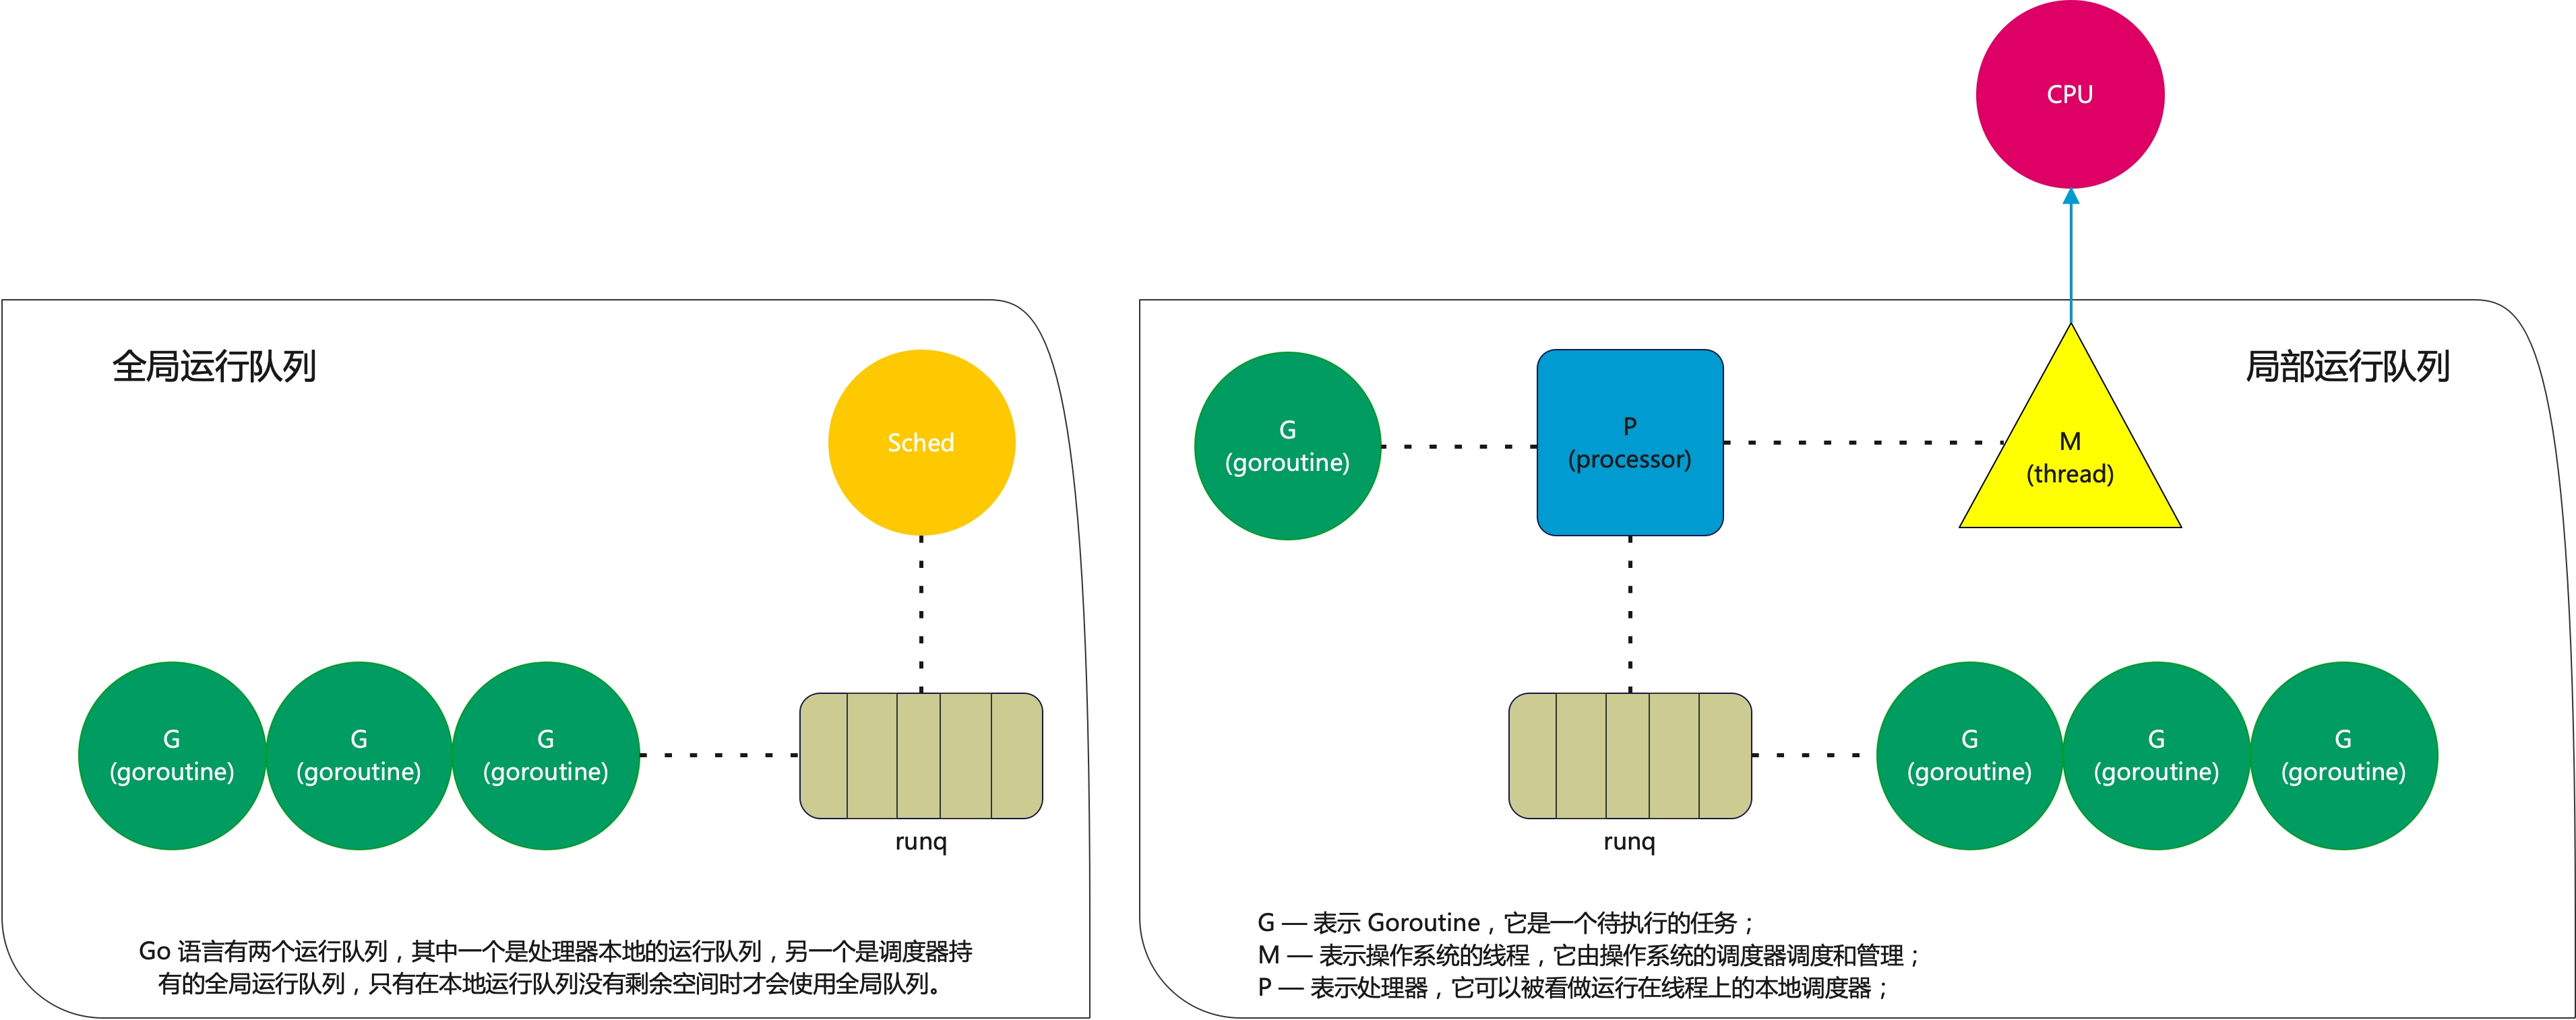 CPU
全局运行队列
Sched
G
(goroutine)
G
(goroutine)
G
(goroutine)
runq
Go 语言有两个运行队列，其中一个是处理器本地的运行队列，另一个是调度器持
有的全局运行队列，只有在本地运行队列没有剩余空间时才会使用全局队列。
局部运行队列
G
(goroutine)
P
(processor)
M
(thread)
runq
G
(goroutine)
G
(goroutine)
G
(goroutine)
G — 表示 Goroutine，它是一个待执行的任务；
M — 表示操作系统的线程，它由操作系统的调度器调度和管理；
P — 表示处理器，它可以被看做运行在线程上的本地调度器；